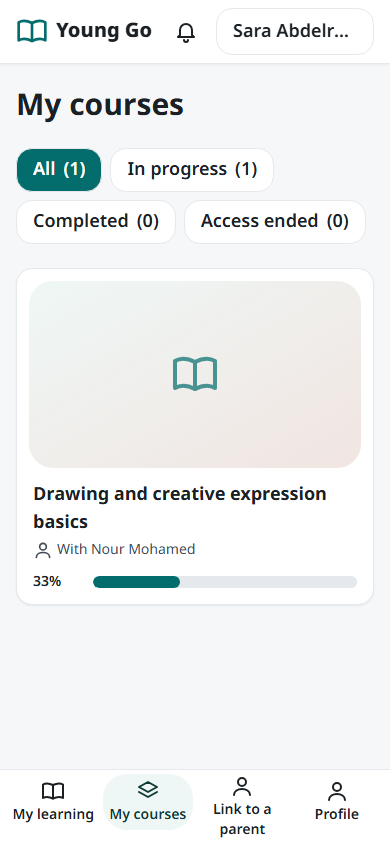 Young Go
Sara Abdelr...
My courses
All (1)
In progress (1)
Completed (0)
Access ended (0)
Drawing and creative expression
basics
With Nour Mohamed
33%
My learning
My courses
Link to a
parent
Profile